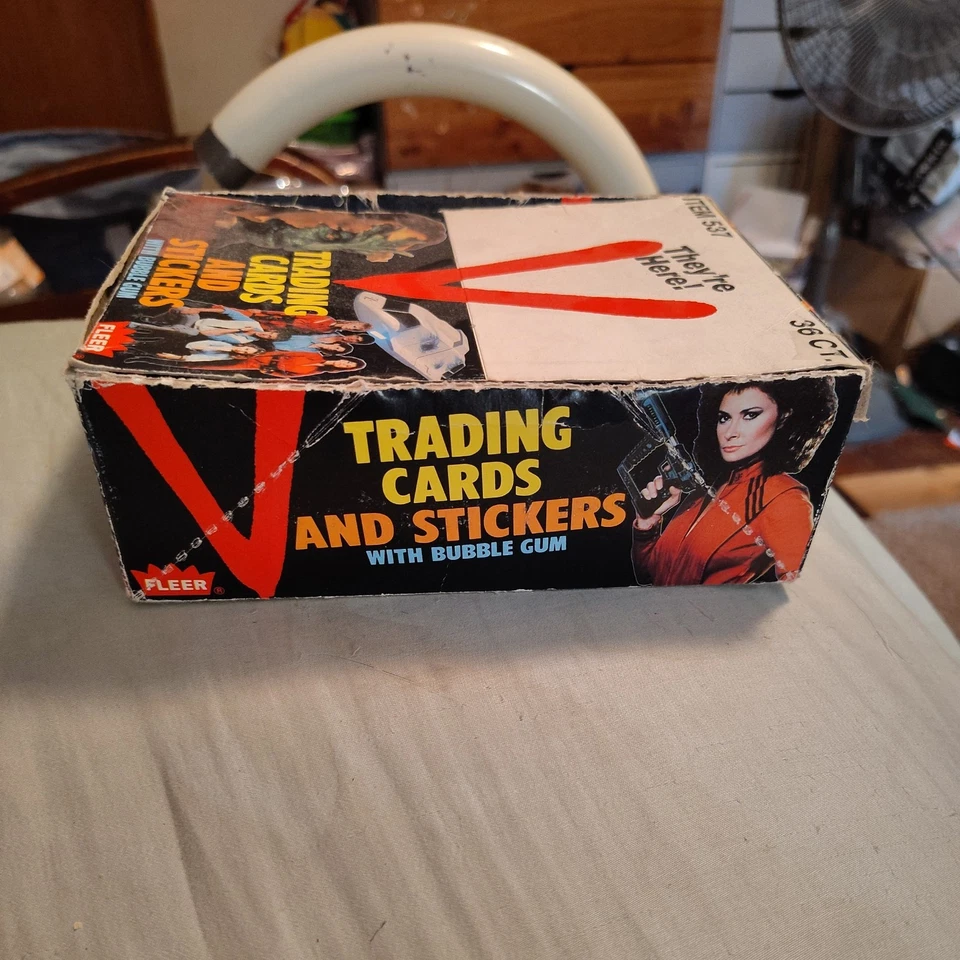 ITEM 537
They're
Here!
36 CT.
V
TRADING
CARDS
AND
STICKERS
WITH BUBBLE GUM
FLEER
V
TRADING
CARDS
AND STICKERS
WITH BUBBLE GUM
FLEER®